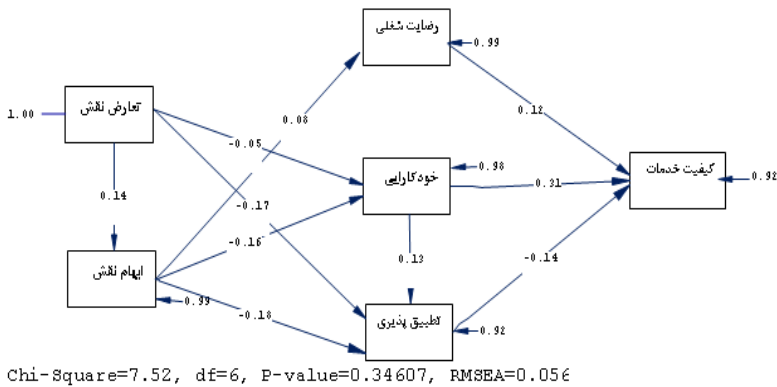 رضایت شغلی
0.99
تعارض نقش
1.00
0.08
0.12
-0.05
خودکارایی
0.98
کیفیت خدمات
0.92
0.31
0.14
-0.17
-0.16
0.13
-0.14
ابهام نقش
0.99
-0.18
تطبیق پذیری
0.92
Chi-Square=7.52, df=6, P-value=0.34607, RMSEA=0.056